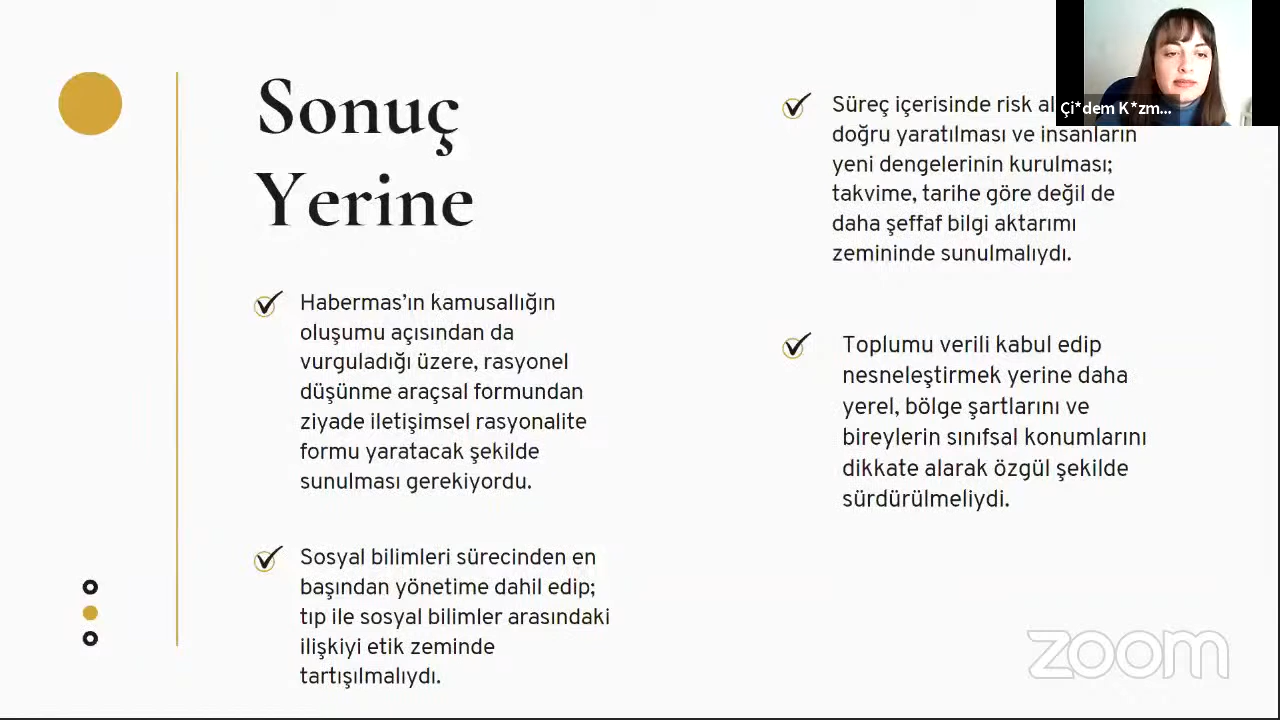 Sonuç
Yerine
Habermas’ın kamusallığın
oluşumu açısından da
vurguladığı üzere, rasyonel
düşünme araçsal formundan
ziyade iletişimsel rasyonalite
formu yaratacak şekilde
sunulması gerekiyordu.
Sosyal bilimleri sürecinden en
başından yönetime dahil edip;
tıp ile sosyal bilimler arasındaki
ilişkiyi etik zeminde
tartışılmalıydı.
Süreç içerisinde risk
doğru yaratılması ve insanların
yeni dengelerinin kurulması;
takvime, tarihe göre değil de
daha şeffaf bilgi aktarımı
zemininde sunulmalıydı.
Toplumu verili kabul edip
nesneleştirmek yerine daha
yerel, bölge şartlarını ve
bireylerin sınıfsal konumlarını
dikkate alarak özgül şekilde
sürdürülmeliydi.
Çi*dem K*zm...
zoom